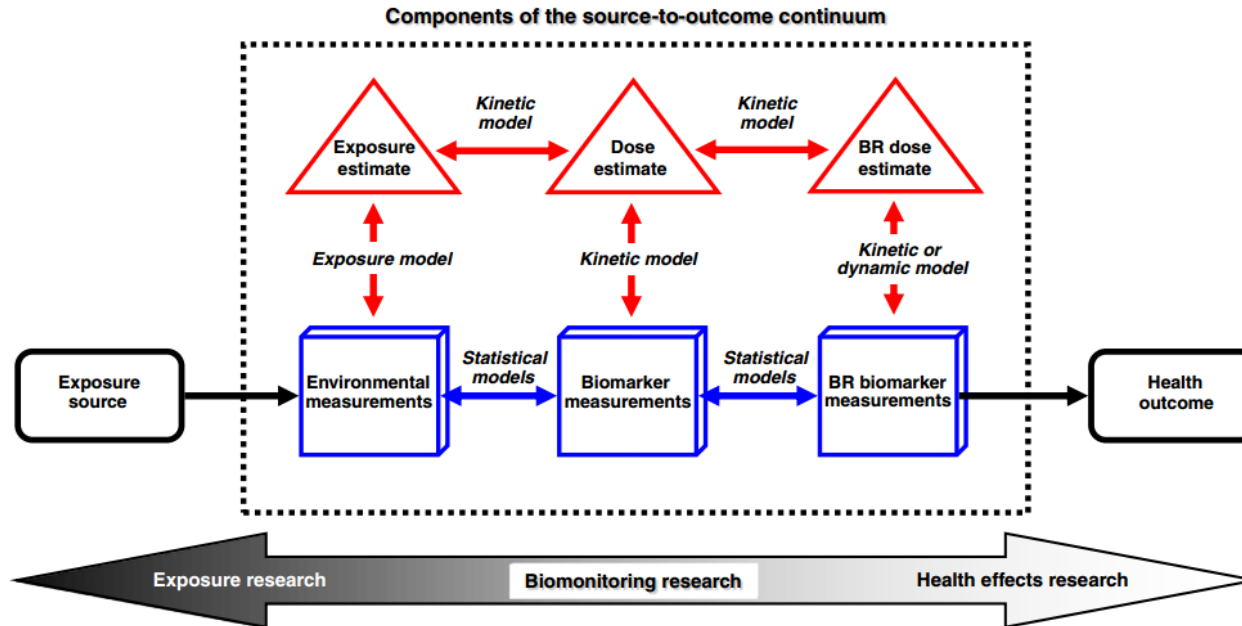 Components of the source-to-outcome continuum
Kinetic
model
Kinetic
model
Exposure
estimate
Dose
estimate
BR dose
estimate
Exposure model
Kinetic model
Kinetic or
dynamic model
Exposure
source
Environmental
measurements
Statistical
models
Biomarker
measurements
Statistical
models
BR biomarker
measurements
Health
outcome
Exposure research
Biomonitoring research
Health effects research